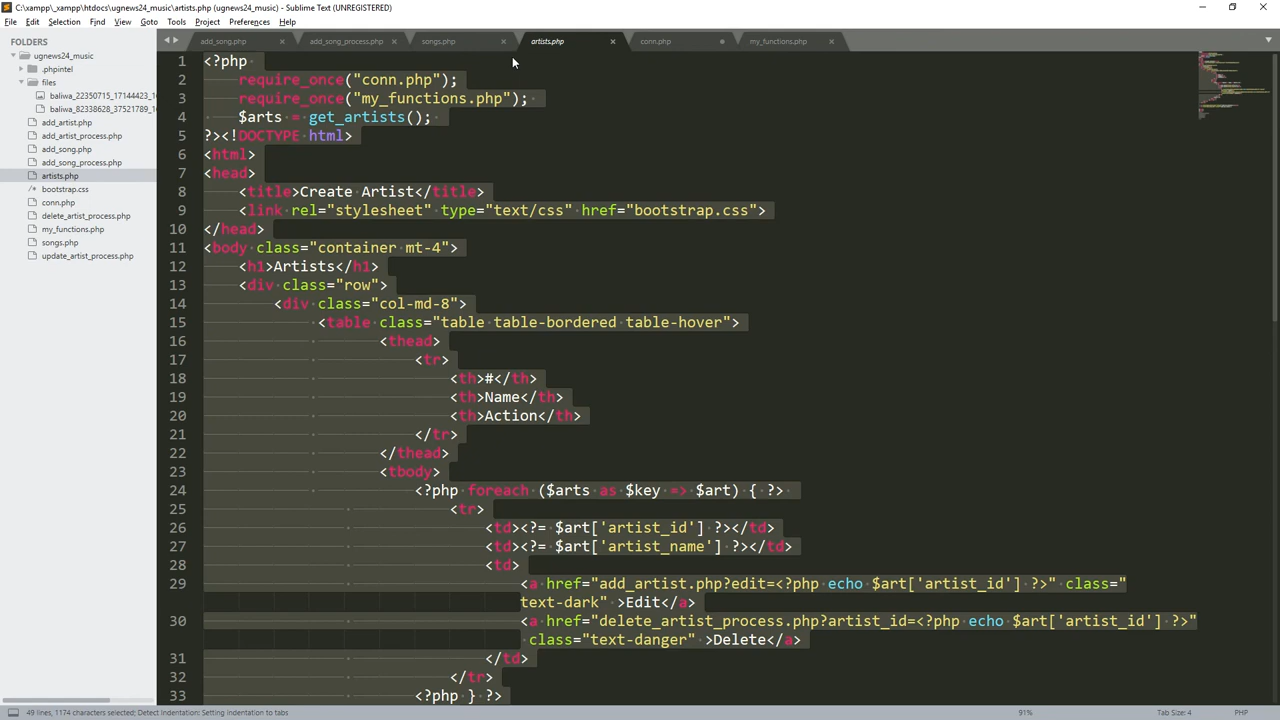 C:\xampp\_xampp\htdocs\ugnews24_music\artists.php (ugnews24_music) - Sublime Text (UNREGISTERED)
File Edit Selection Find View Goto Tools Project Preferences Help
FOLDERS
ugnews24_music
.phpintel
files
baliwa_22350715_17144423_10
baliwa_82338628_37521789_10
add_artist.php
add_artist_process.php
add_song.php
add_song_process.php
artists.php
bootstrap.css
conn.php
delete_artist_process.php
my_functions.php
songs.php
update_artist_process.php
add_song.php add_song_process.php songs.php artists.php conn.php my_functions.php
1 <?php
2 require_once("conn.php");
3 require_once("my_functions.php");
4 $arts = get_artists();
5 ?><!DOCTYPE html>
6 <html>
7 <head>
8 <title>Create Artist</title>
9 <link rel="stylesheet" type="text/css" href="bootstrap.css">
10 </head>
11 <body class="container mt-4">
12 <h1>Artists</h1>
13 <div class="row">
14 <div class="col-md-8">
15 <table class="table table-bordered table-hover">
16 <thead>
17 <tr>
18 <th>#</th>
19 <th>Name</th>
20 <th>Action</th>
21 </tr>
22 </thead>
23 <tbody>
24 <?php foreach ($arts as $key => $art) { ?>
25 <tr>
26 <td><?= $art['artist_id'] ?></td>
27 <td><?= $art['artist_name'] ?></td>
28 <td>
29 <a href="add_artist.php?edit=<?php echo $art['artist_id'] ?>" class="
text-dark" >Edit</a>
30 <a href="delete_artist_process.php?artist_id=<?php echo $art['artist_id'] ?>"
class="text-danger" >Delete</a>
31 </td>
32 </tr>
33 <?php } ?>
49 lines, 1174 characters selected; Detect Indentation: Setting indentation to tabs 91% Tab Size: 4 PHP